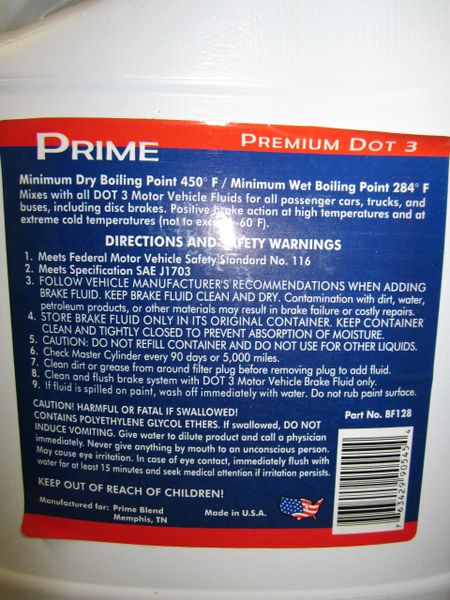 PRIME
PREMIUM DOT 3
Minimum Dry Boiling Point 450° F / Minimum Wet Boiling Point 284° F
Mixes with all DOT 3 Motor Vehicle Fluids for all passenger cars, trucks, and
buses, including disc brakes. Positive brake action at high temperatures and at
extreme cold temperatures (not to exceed -60°F).
DIRECTIONS AND SAFETY WARNINGS
1. Meets Federal Motor Vehicle Safety Standard No. 116
2. Meets Specification SAE J1703
3. FOLLOW VEHICLE MANUFACTURER'S RECOMMENDATIONS WHEN ADDING
BRAKE FLUID. KEEP BRAKE FLUID CLEAN AND DRY. Contamination with dirt, water,
petroleum products, or other materials may result in brake failure or costly repairs.
4. STORE BRAKE FLUID ONLY IN ITS ORIGINAL CONTAINER. KEEP CONTAINER
CLEAN AND TIGHTLY CLOSED TO PREVENT ABSORPTION OF MOISTURE.
5. CAUTION: DO NOT REFILL CONTAINER AND DO NOT USE FOR OTHER LIQUIDS.
6. Check Master Cylinder every 90 days or 5,000 miles.
7. Clean dirt or grease from around filter plug before removing plug to add fluid.
8. Clean and flush brake system with DOT 3 Motor Vehicle Brake Fluid only.
9. If fluid is spilled on paint, wash off immediately with water. Do not rub paint surface.
CAUTION! HARMFUL OR FATAL IF SWALLOWED!
CONTAINS POLYETHYLENE GLYCOL ETHERS. If swallowed, DO NOT
INDUCE VOMITING. Give water to dilute product and call a physician
immediately. Never give anything by mouth to an unconscious person.
May cause eye irritation. In case of eye contact, immediately flush with
water for at least 15 minutes and seek medical attention if irritation persists.
KEEP OUT OF REACH OF CHILDREN!
Manufactured for: Prime Blend
Memphis, TN
Made in U.S.A.
Part No. BF128
7 63429 90545 4